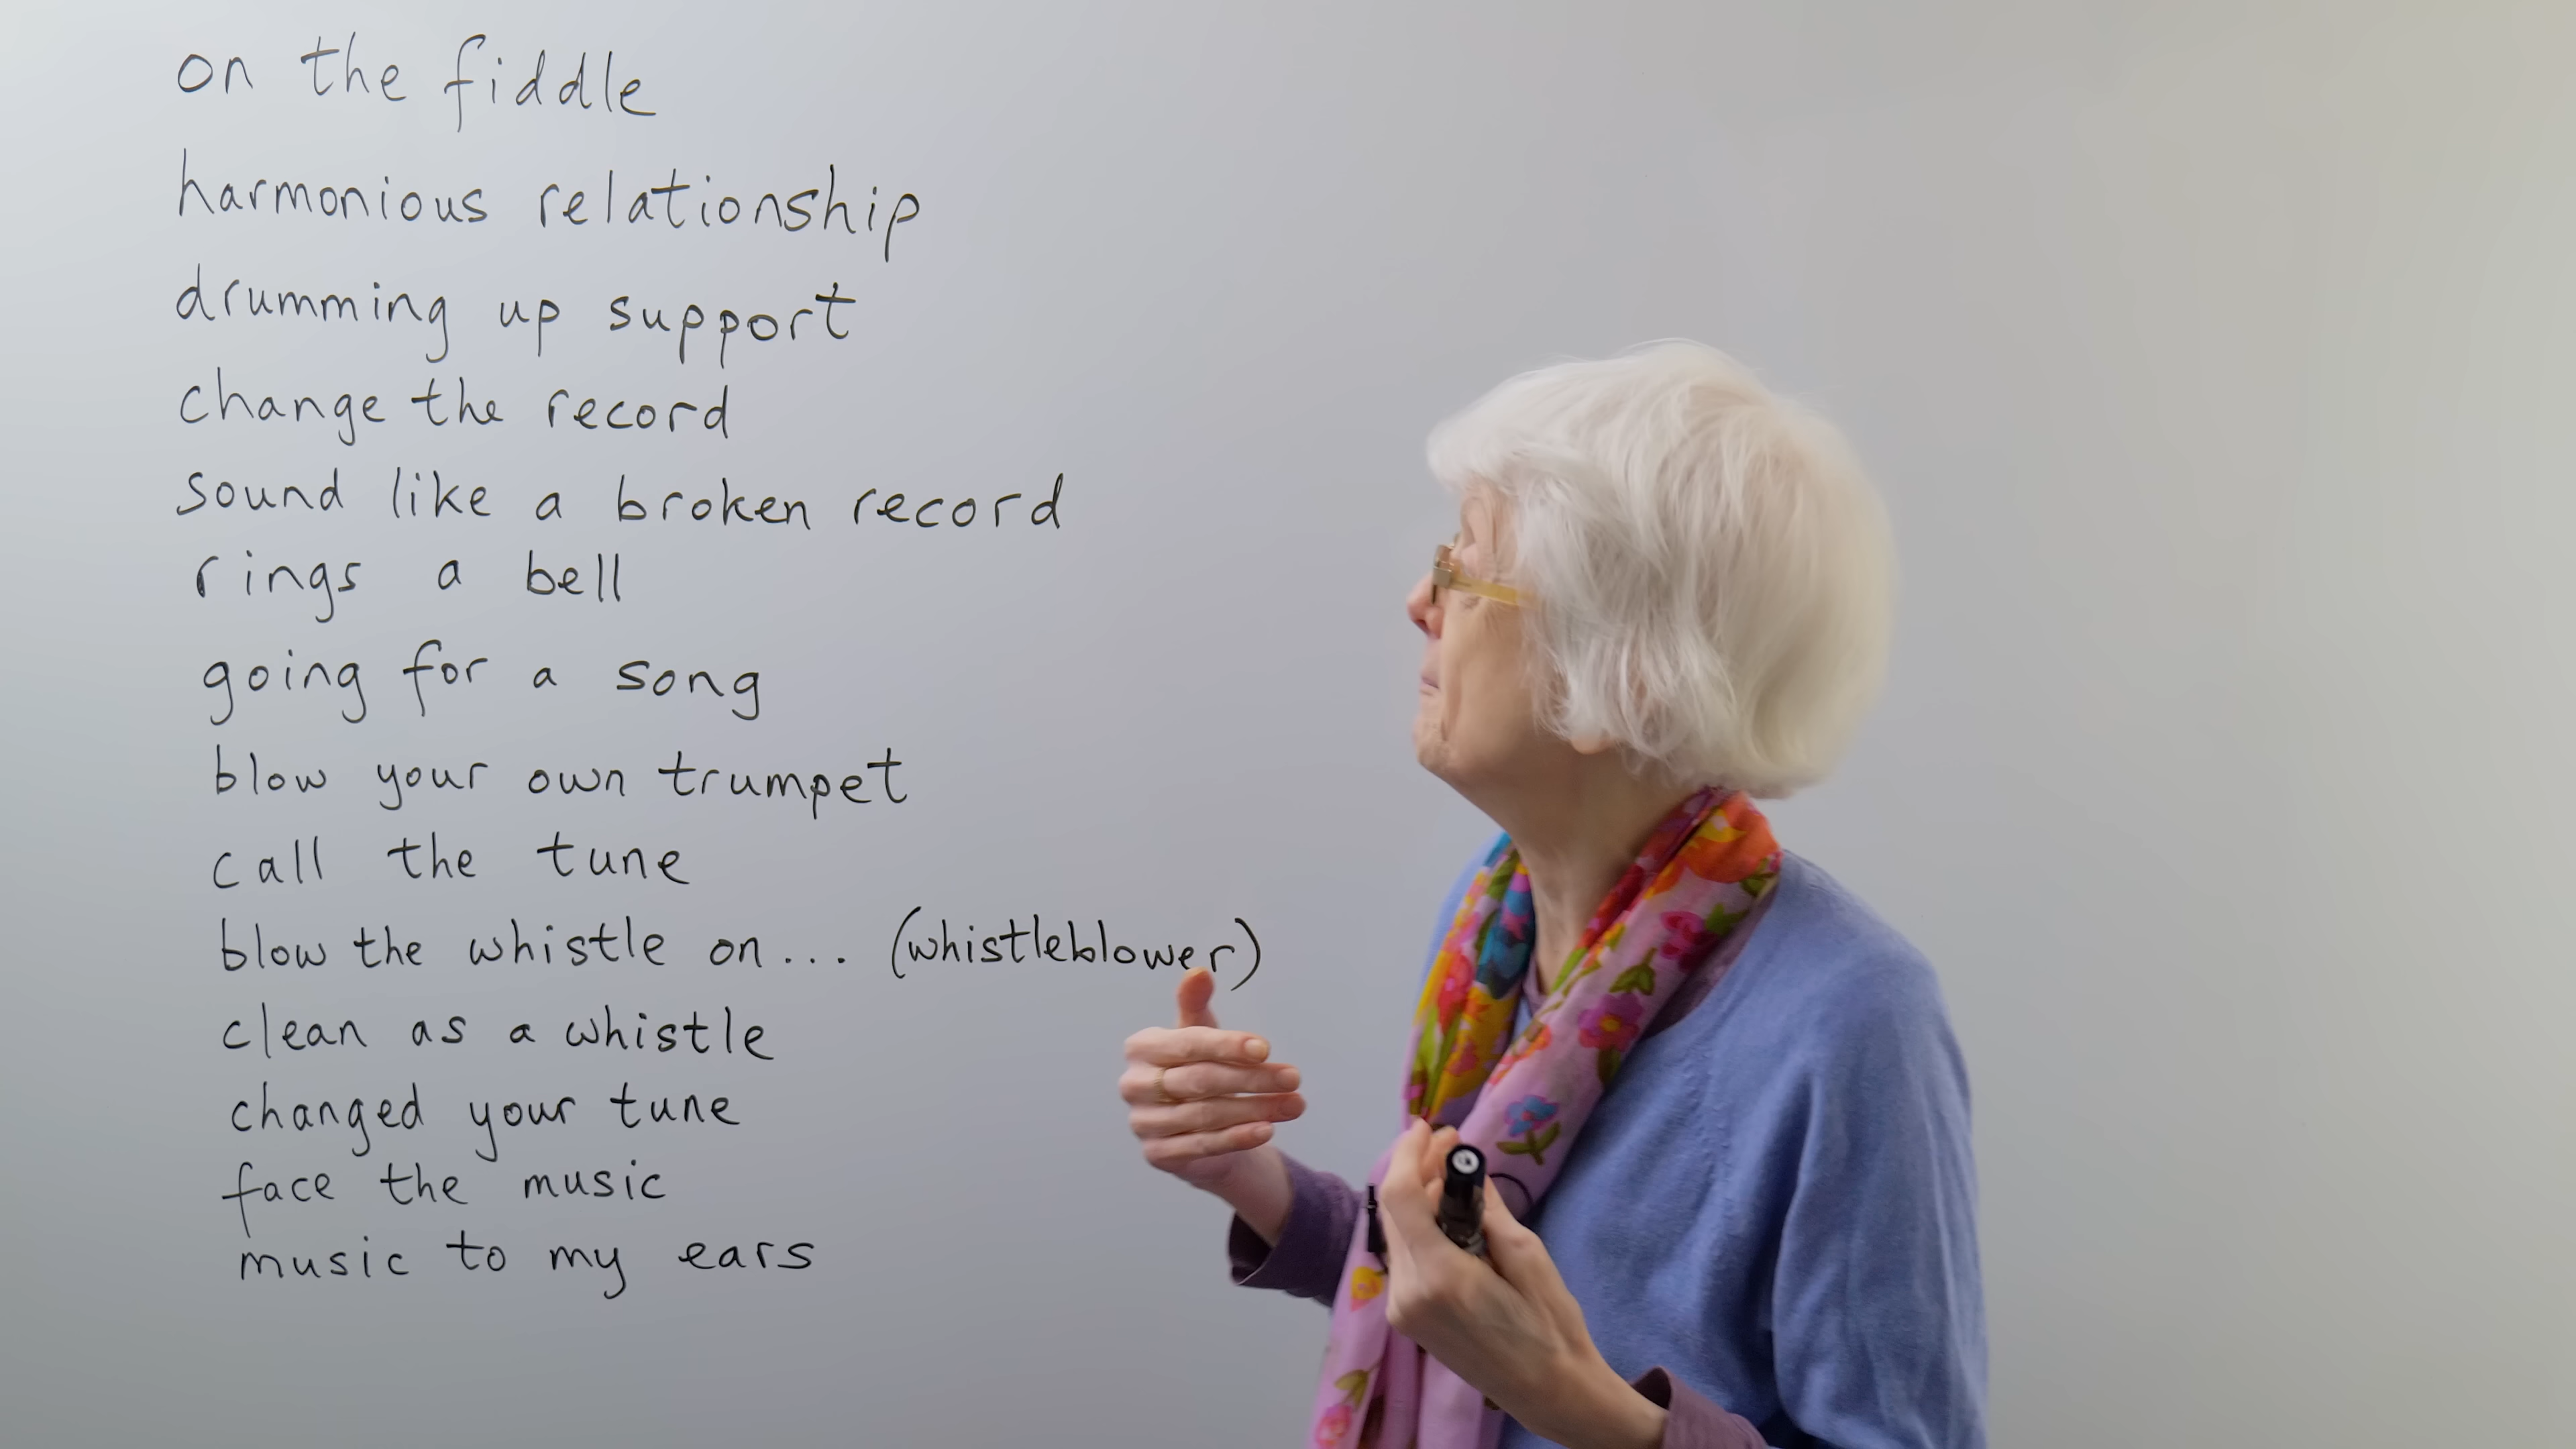 on the fiddle
harmonious relationship
drumming up support
change the record
sound like a broken record
rings a bell
going for a song
blow your own trumpet
call the tune
blow the whistle on... (whistleblower)
clean as a whistle
changed your tune
face the music
music to my ears